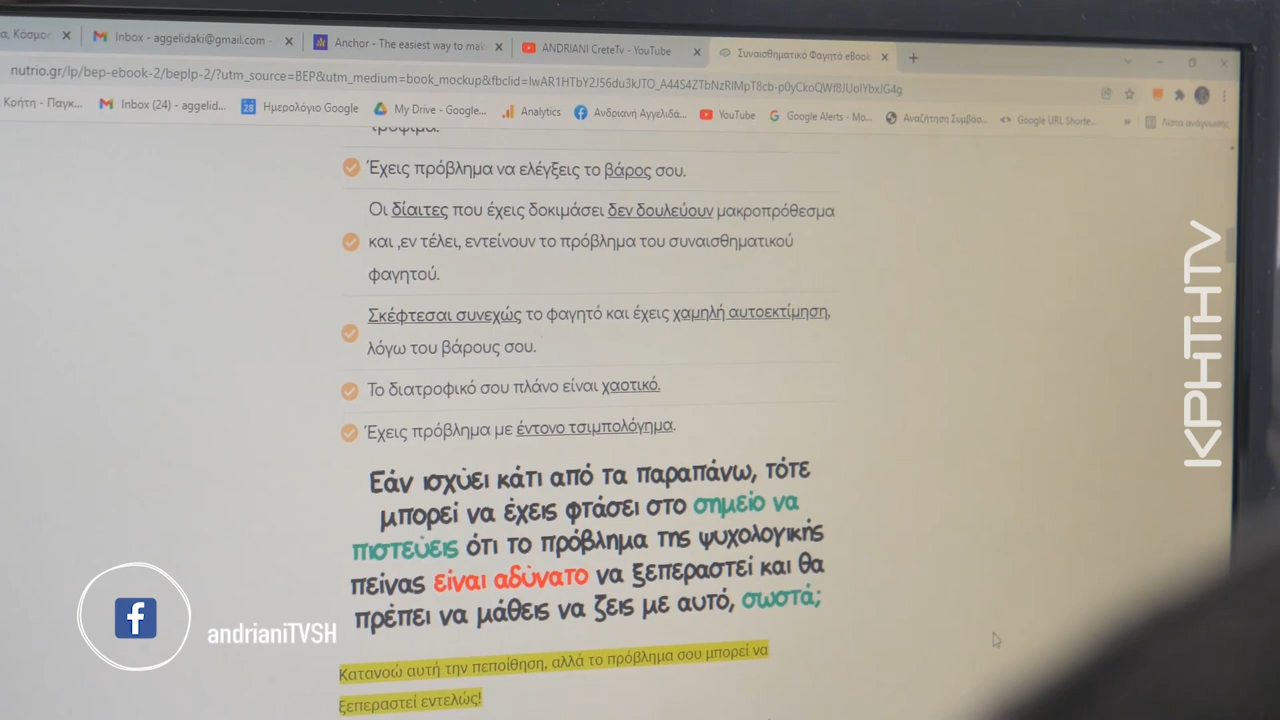 α, Κόσμος
Inbox - aggelidaki@gmail.com -
Anchor - The easiest way to mak
ANDRIANI CreteTv - YouTube
Συναισθηματικό Φαγητό eBook
nutrio.gr/lp/bep-ebook-2/beplp-2/?utm_source=BEP&utm_medium=book_mockup&fbclid=
Κρήτη - Παγκ...
Inbox (24) - aggelid...
28
Ημερολόγιο Google
My Drive - Google...
Analytics
Ανδριανή Αγγελιδά...
YouTube
Google Alerts - Mo...
Αναζήτηση Συμβάσ...
Google URL Shorte...
»
Λίστα ανάγνωσης
τρόφιμα.
Έχεις πρόβλημα να ελέγξεις το βάρος σου.
Οι δίαιτες που έχεις δοκιμάσει δεν δουλεύουν μακροπρόθεσμα
και ,εν τέλει, εντείνουν το πρόβλημα του συναισθηματικού
φαγητού.
Σκέφτεσαι συνεχώς το φαγητό και έχεις χαμηλή αυτοεκτίμηση,
λόγω του βάρους σου.
Το διατροφικό σου πλάνο είναι χαοτικό.
Έχεις πρόβλημα με έντονο τσιμπολόγημα.
Εάν ισχύει κάτι από τα παραπάνω, τότε
μπορεί να έχεις φτάσει στο σημείο να
πιστεύεις ότι το πρόβλημα της ψυχολογικής
πείνας είναι αδύνατο να ξεπεραστεί και θα
πρέπει να μάθεις να ζεις με αυτό, σωστά;
Κατανοώ αυτή την πεποίθηση, αλλά το πρόβλημα σου μπορεί να
ξεπεραστεί εντελώς!
ΚΡΗΤΗTV
andrianiTVSH